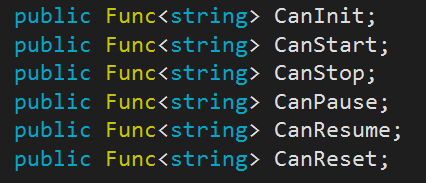 public Func<string> CanInit;
public Func<string> CanStart;
public Func<string> CanStop;
public Func<string> CanPause;
public Func<string> CanResume;
public Func<string> CanReset;